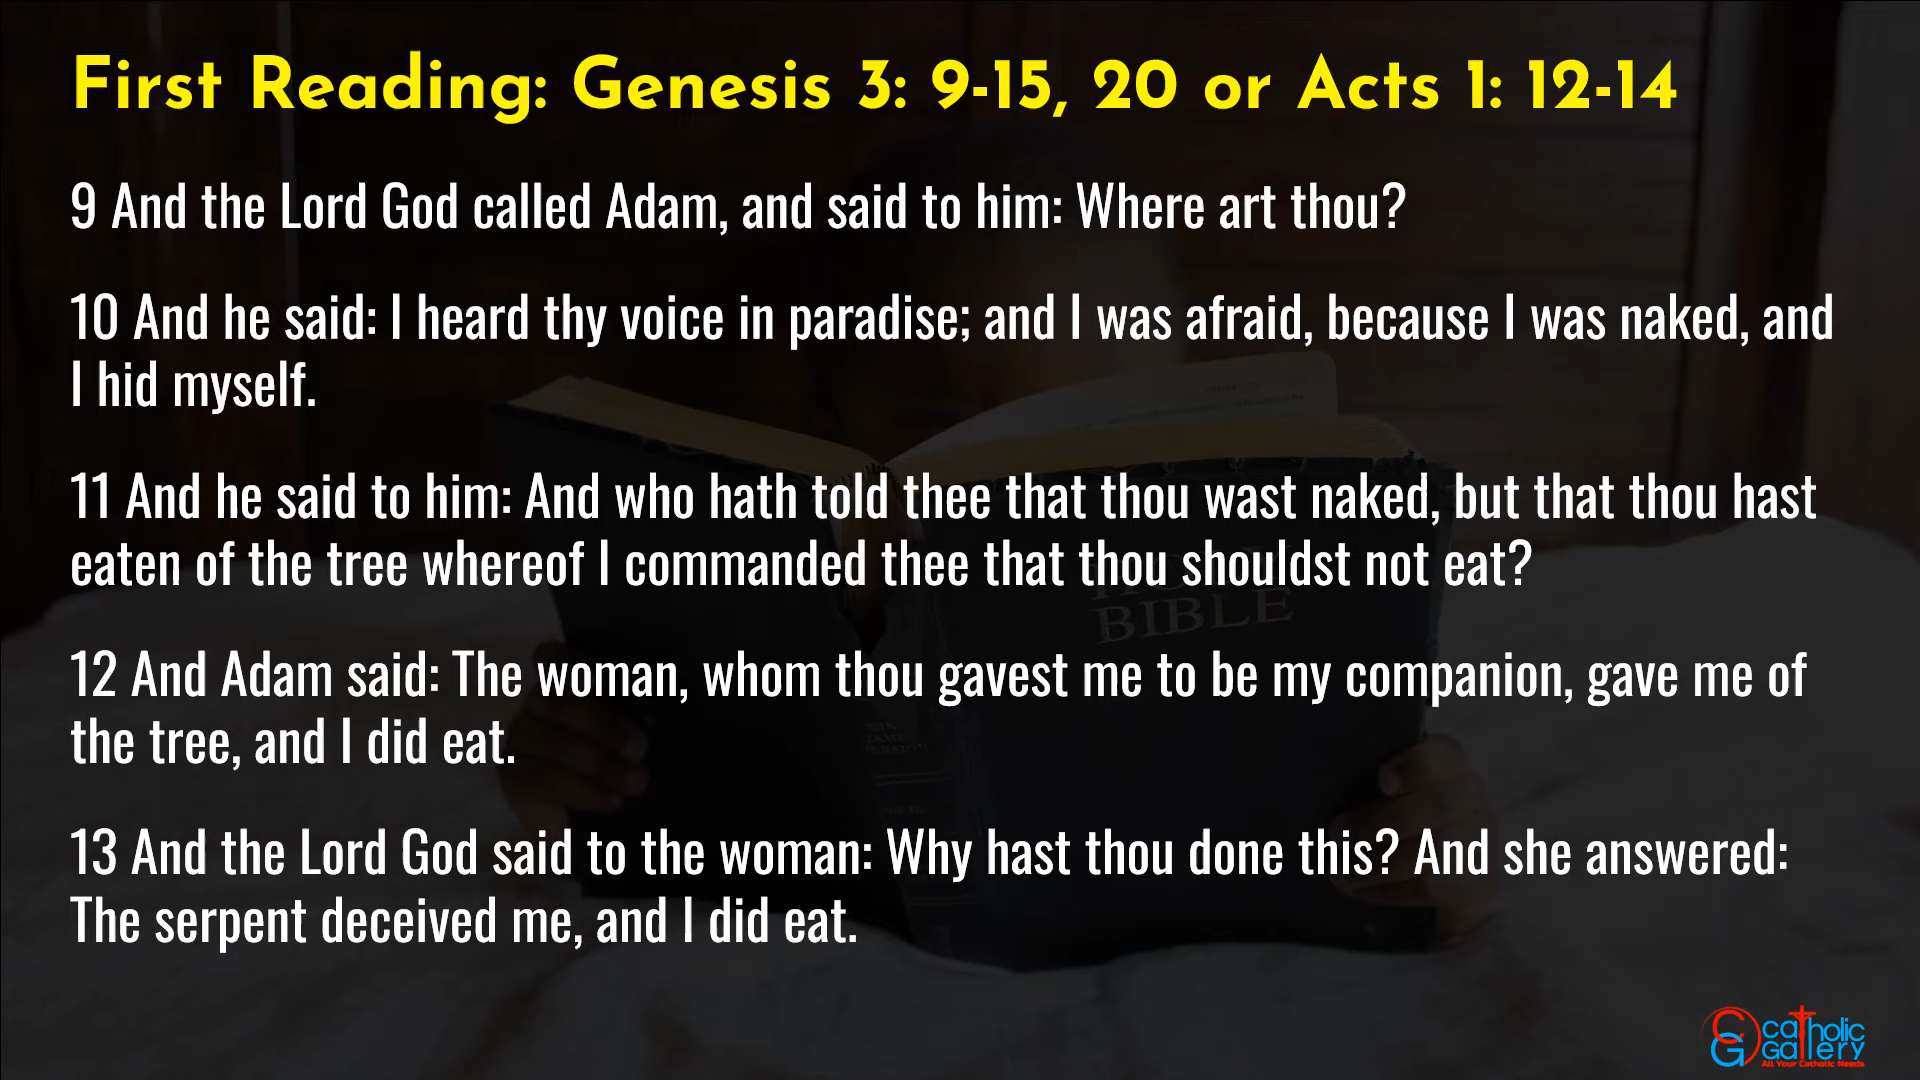 First Reading: Genesis 3: 9-15, 20 or Acts 1: 12-14
9 And the Lord God called Adam, and said to him: Where art thou?
10 And he said: I heard thy voice in paradise; and I was afraid, because I was naked, and
I hid myself.
11 And he said to him: And who hath told thee that thou wast naked, but that thou hast
eaten of the tree whereof I commanded thee that thou shouldst not eat?
12 And Adam said: The woman, whom thou gavest me to be my companion, gave me of
the tree, and I did eat.
13 And the Lord God said to the woman: Why hast thou done this? And she answered:
The serpent deceived me, and I did eat.
BIBLE
CG catholic
Gallery
All Your Catholic Needs